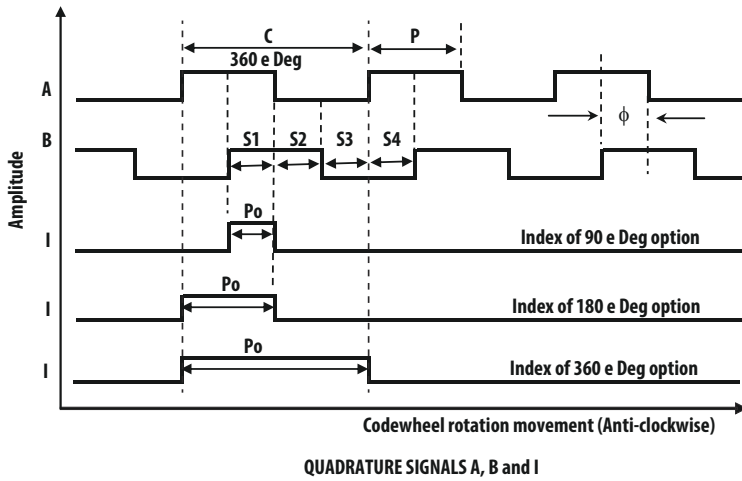 C
P
360 e Deg
A
ϕ
B
S1 S2 S3 S4
Amplitude
Po
I
Index of 90 e Deg option
Po
I
Index of 180 e Deg option
Po
I
Index of 360 e Deg option
Codewheel rotation movement (Anti-clockwise)
QUADRATURE SIGNALS A, B and I